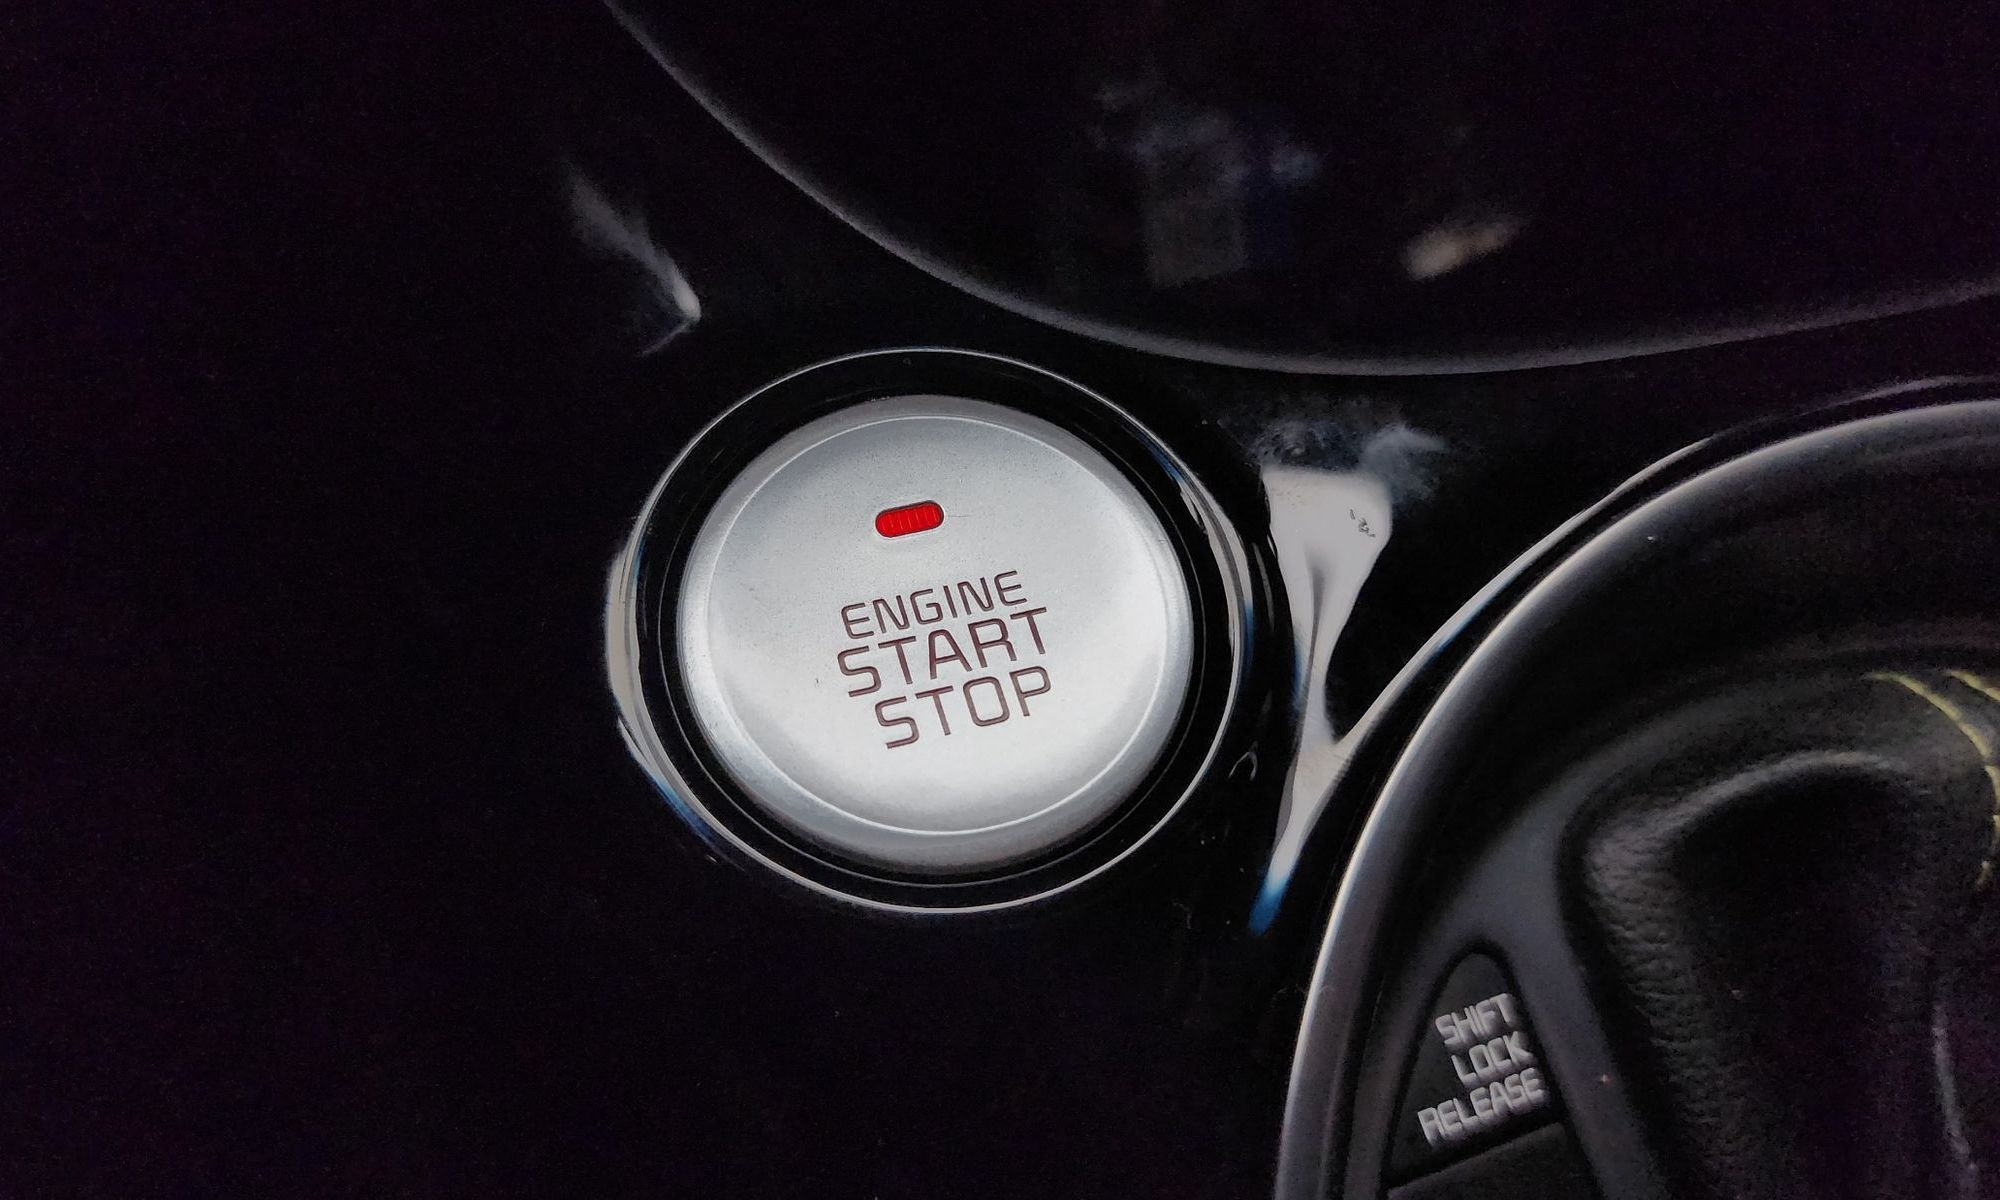 ENGINE
START
STOP
SHIFT
LOCK
RELEASE